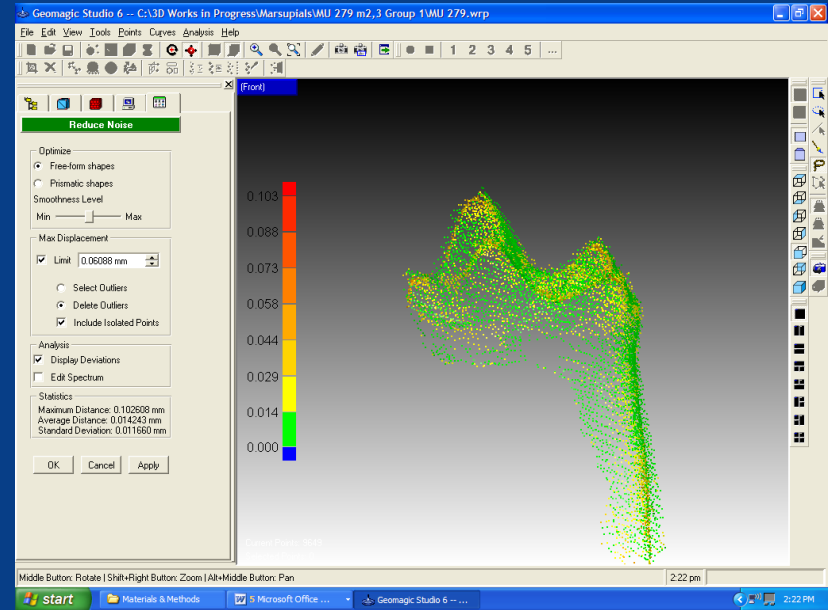 Geomagic Studio 6 -- C:\3D Works in Progress\Marsupials\MU 279 m2,3 Group 1\MU 279.wrp
File Edit View Tools Points Curves Analysis Help
1 2 3 4 5 ...
(Front)
Reduce Noise
Optimize
Free-form shapes
Prismatic shapes
Smoothness Level
Min Max
Max Displacement
Limit 0.06088 mm
Select Outliers
Delete Outliers
Include Isolated Points
Analysis
Display Deviations
Edit Spectrum
Statistics
Maximum Distance: 0.102608 mm
Average Distance: 0.014243 mm
Standard Deviation: 0.011660 mm
OK Cancel Apply
0.103
0.088
0.073
0.058
0.044
0.029
0.014
0.000
Middle Button: Rotate | Shift+Right Button: Zoom | Alt+Middle Button: Pan
2:22 pm
start Materials & Methods 5 Microsoft Office ... Geomagic Studio 6 -- ... 2:22 PM